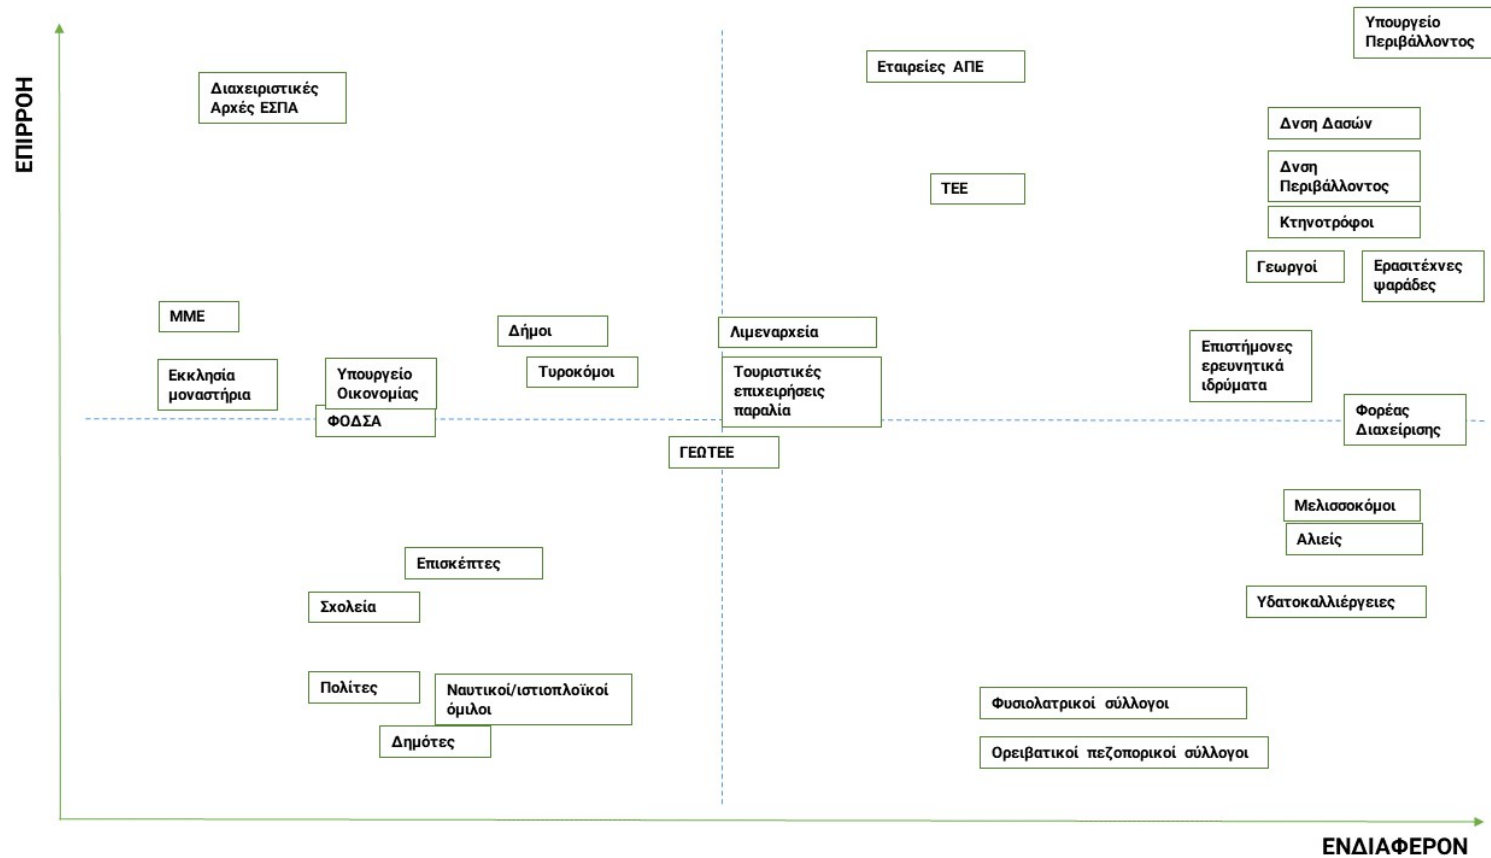 Υπουργείο
Περιβάλλοντος
Εταιρείες ΑΠΕ
ΕΠΙΡΡΟΗ
Διαχειριστικές
Αρχές ΕΣΠΑ
Δνση Δασών
Δνση
Περιβάλλοντος
ΤΕΕ
Κτηνοτρόφοι
Γεωργοί
Ερασιτέχνες
ψαράδες
ΜΜΕ
Δήμοι
Λιμεναρχεία
Επιστήμονες
ερευνητικά
ιδρύματα
Εκκλησία
μοναστήρια
Υπουργείο
Οικονομίας
Τυροκόμοι
Τουριστικές
επιχειρήσεις
παραλία
ΦΟΔΣΑ
Φορέας
Διαχείρισης
ΓΕΩΤΕΕ
Μελισσοκόμοι
Αλιείς
Επισκέπτες
Σχολεία
Υδατοκαλλιέργειες
Πολίτες
Ναυτικοί/ιστιοπλοϊκοί
όμιλοι
Φυσιολατρικοί σύλλογοι
Δημότες
Ορειβατικοί πεζοπορικοί σύλλογοι
ΕΝΔΙΑΦΕΡΟΝ